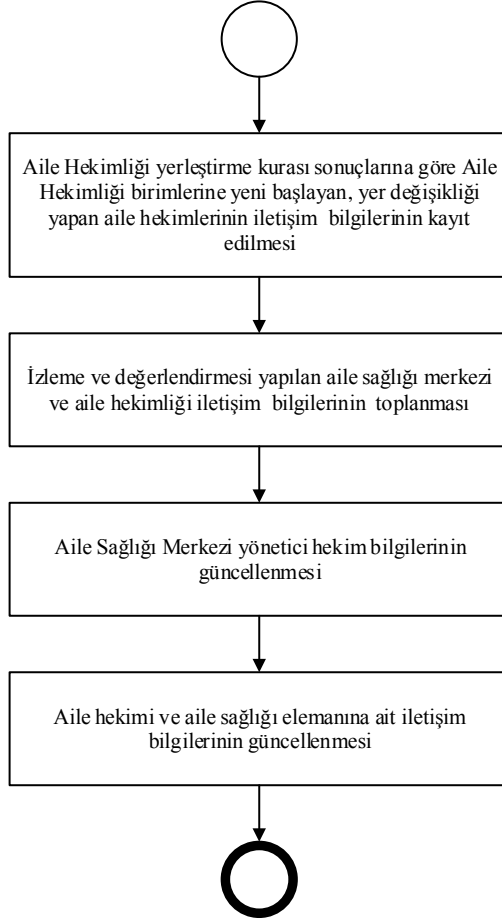 Aile Hekimliği yerleştirme kurası sonuçlarına göre Aile
Hekimliği birimlerine yeni başlayan, yer değişikliği
yapan aile hekimlerinin iletişim bilgilerinin kayıt
edilmesi
İzleme ve değerlendirmesi yapılan aile sağlığı merkezi
ve aile hekimliği iletişim bilgilerinin toplanması
Aile Sağlığı Merkezi yönetici hekim bilgilerinin
güncellenmesi
Aile hekimi ve aile sağlığı elemanına ait iletişim
bilgilerinin güncellenmesi